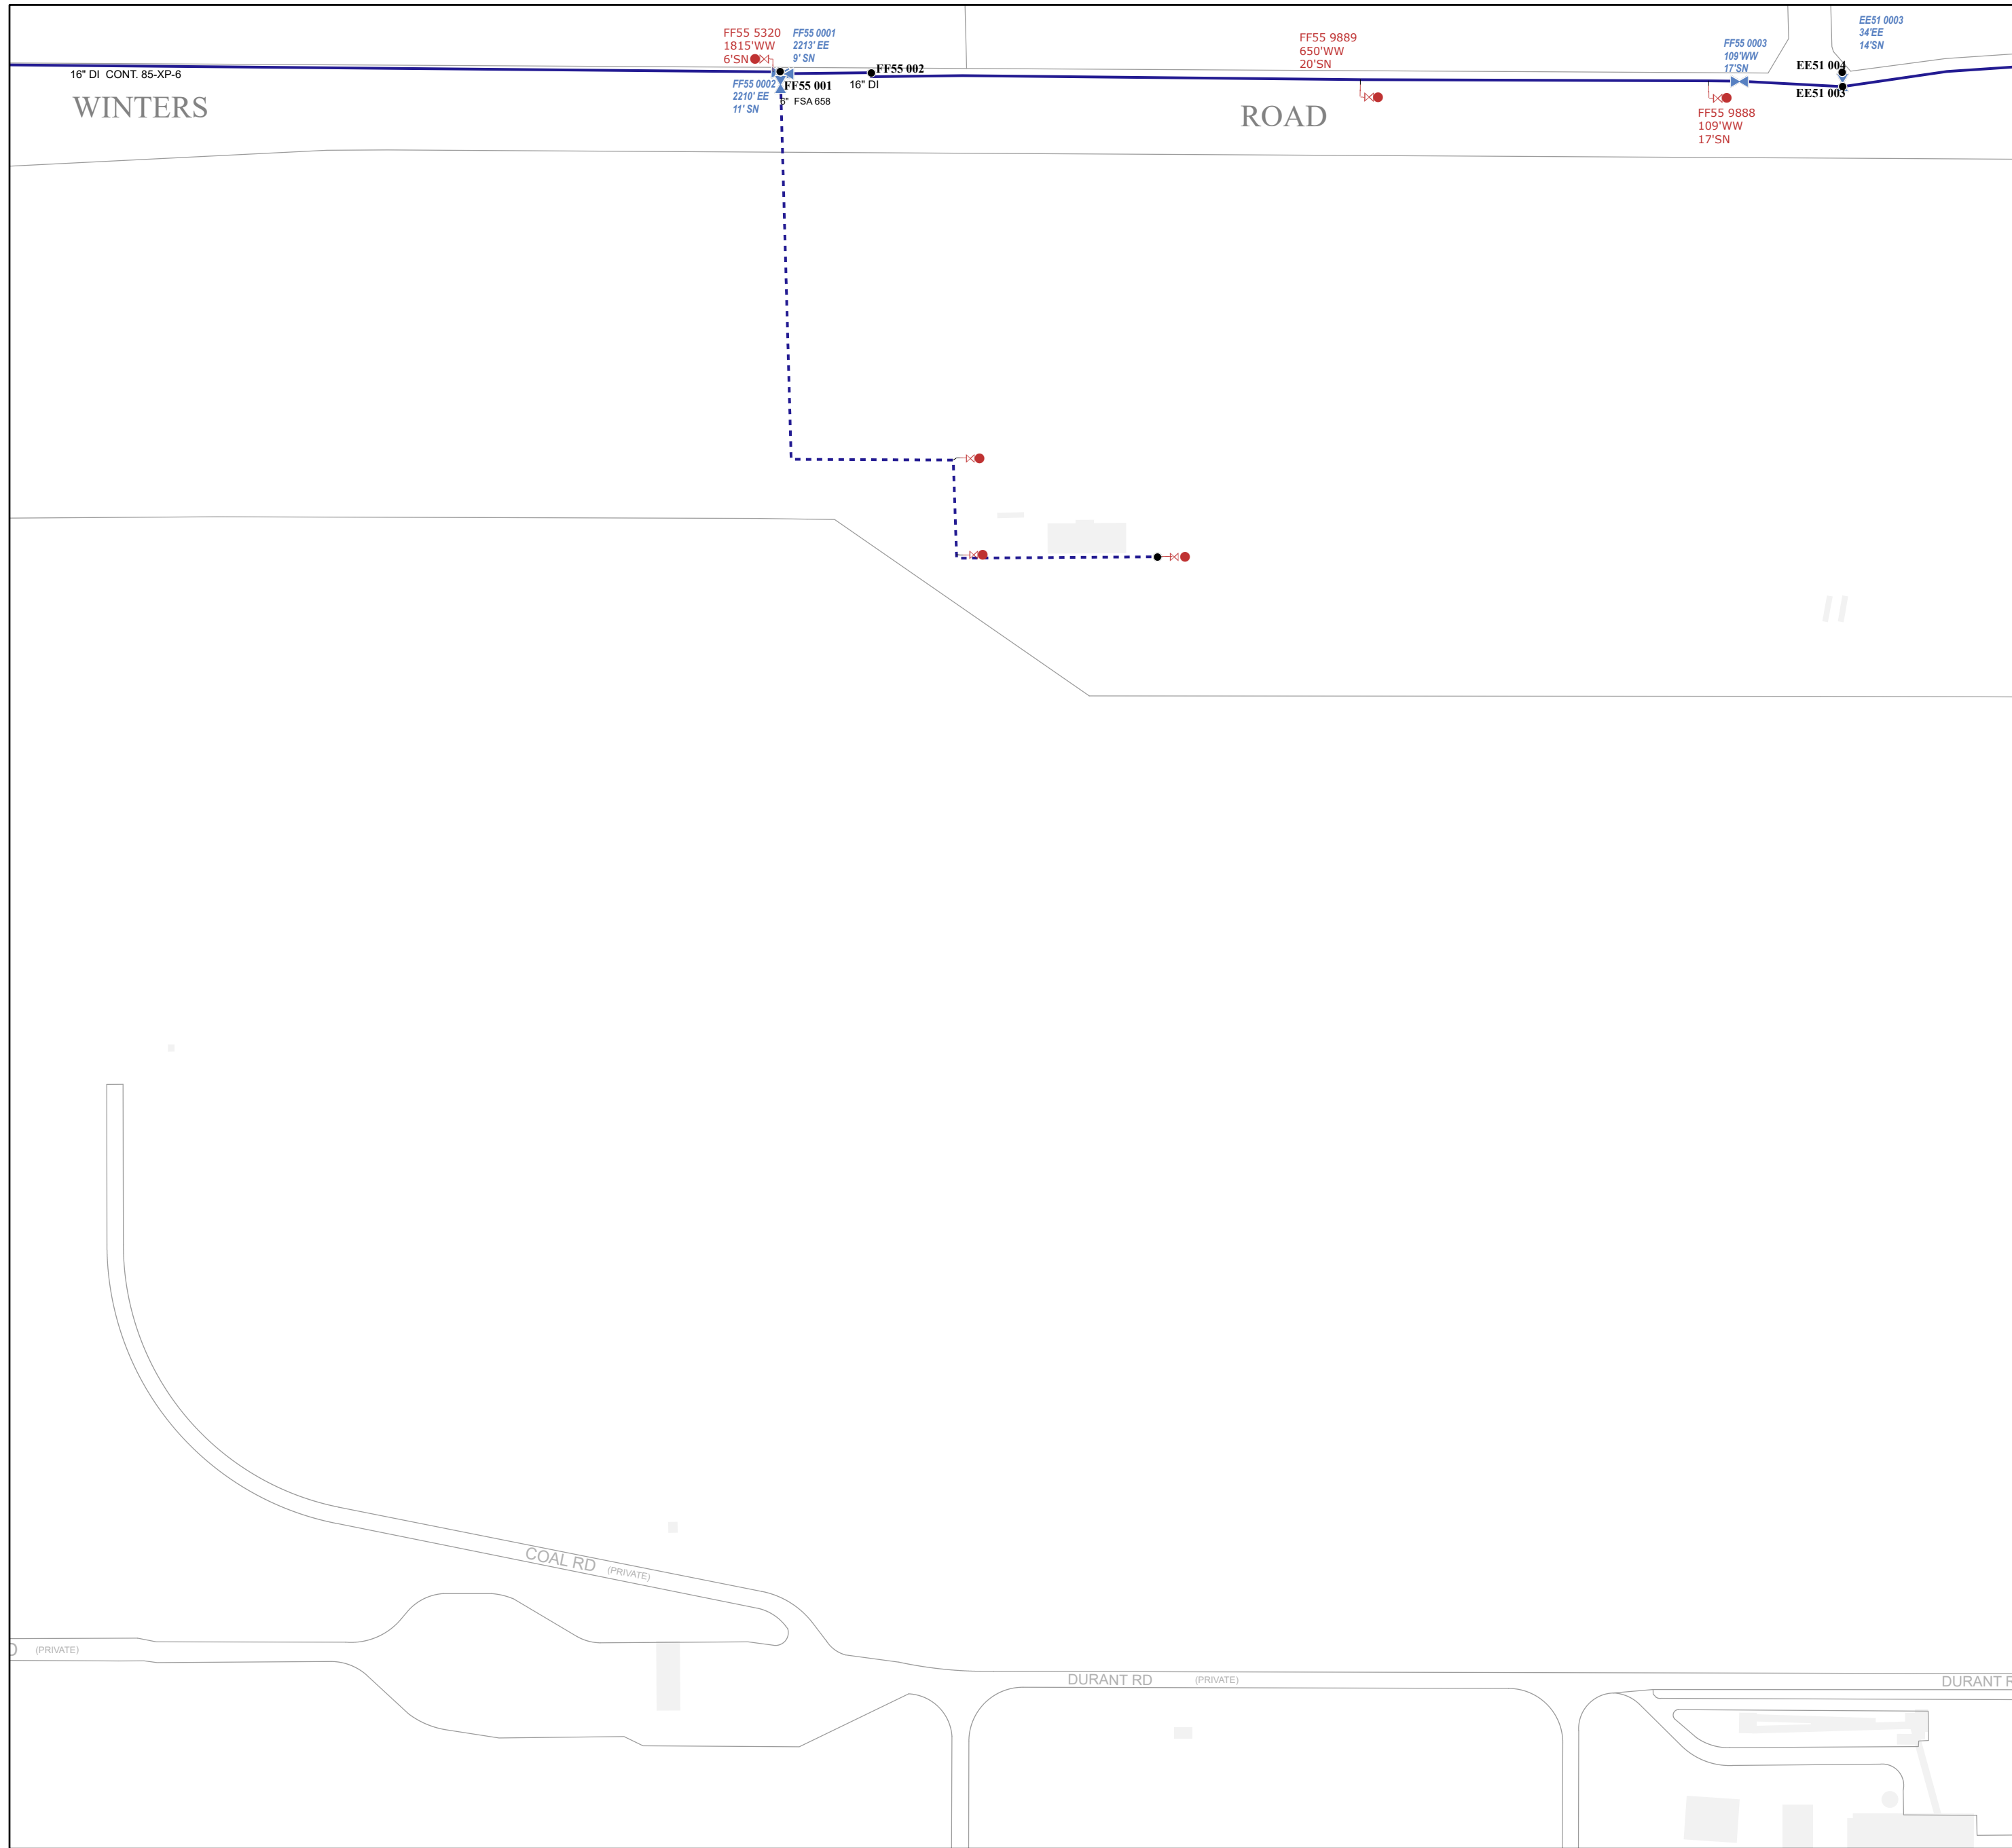 FF55 5320
1815'WW
6'SN
FF55 0001
2213' EE
9' SN
FF55 9889
650'WW
20'SN
FF55 0003
109'WW
17'SN
EE51 0003
34'EE
14'SN
16" DI CONT. 85-XP-6
WINTERS
FF55 0002
2210' EE
11' SN
FF55 001
FSA 658
FF55 002
16" DI
ROAD
FF55 9888
109'WW
17'SN
EE51 004
EE51 003
COAL RD (PRIVATE)
(PRIVATE)
DURANT RD (PRIVATE)
DURANT